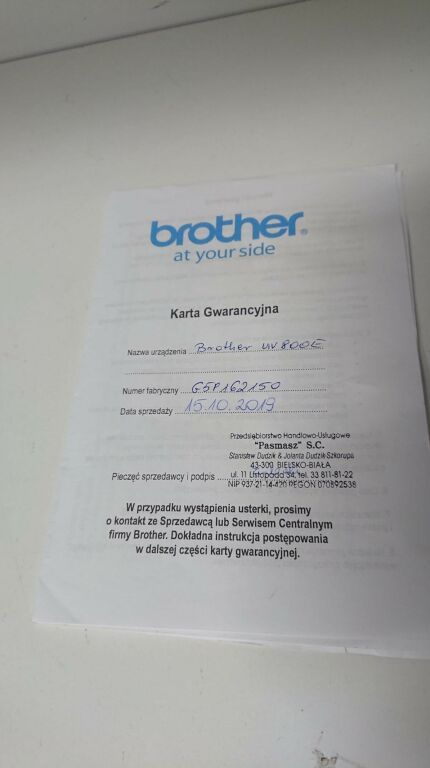 brother®
at your side
Karta Gwarancyjna
Nazwa urządzenia Brother NV800E
Numer fabryczny G5P162150
Data sprzedaży 15.10.2019
Przedsiębiorstwo Handlowo-Usługowe
"Pasmasz" S.C.
Stanisław Dudzik & Jolanta Dudzik-Szkorupa
43-300 BIELSKO-BIAŁA
ul. 11 Listopada 34, tel. 33 811-81-22
Pieczęć sprzedawcy i podpis
NIP 937-21-14-420 REGON 070892538
W przypadku wystąpienia usterki, prosimy
o kontakt ze Sprzedawcą lub Serwisem Centralnym
firmy Brother. Dokładna instrukcja postępowania
w dalszej części karty gwarancyjnej.